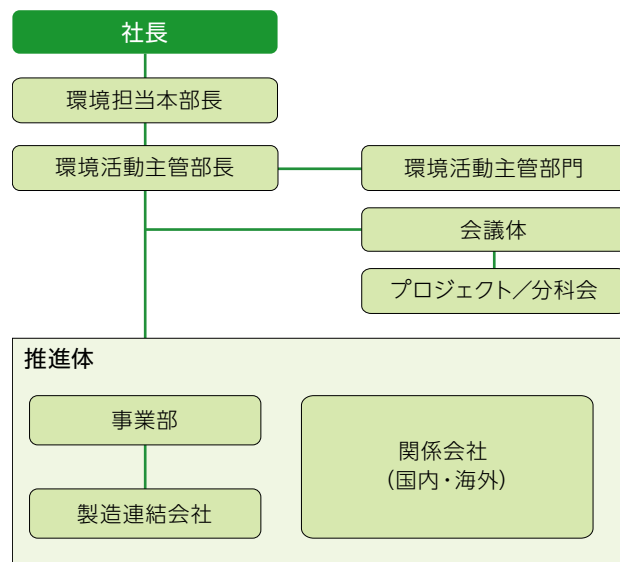 社長
環境担当本部長
環境活動主管部長
環境活動主管部門
会議体
プロジェクト／分科会
推進体
事業部
製造連結会社
関係会社
（国内・海外）